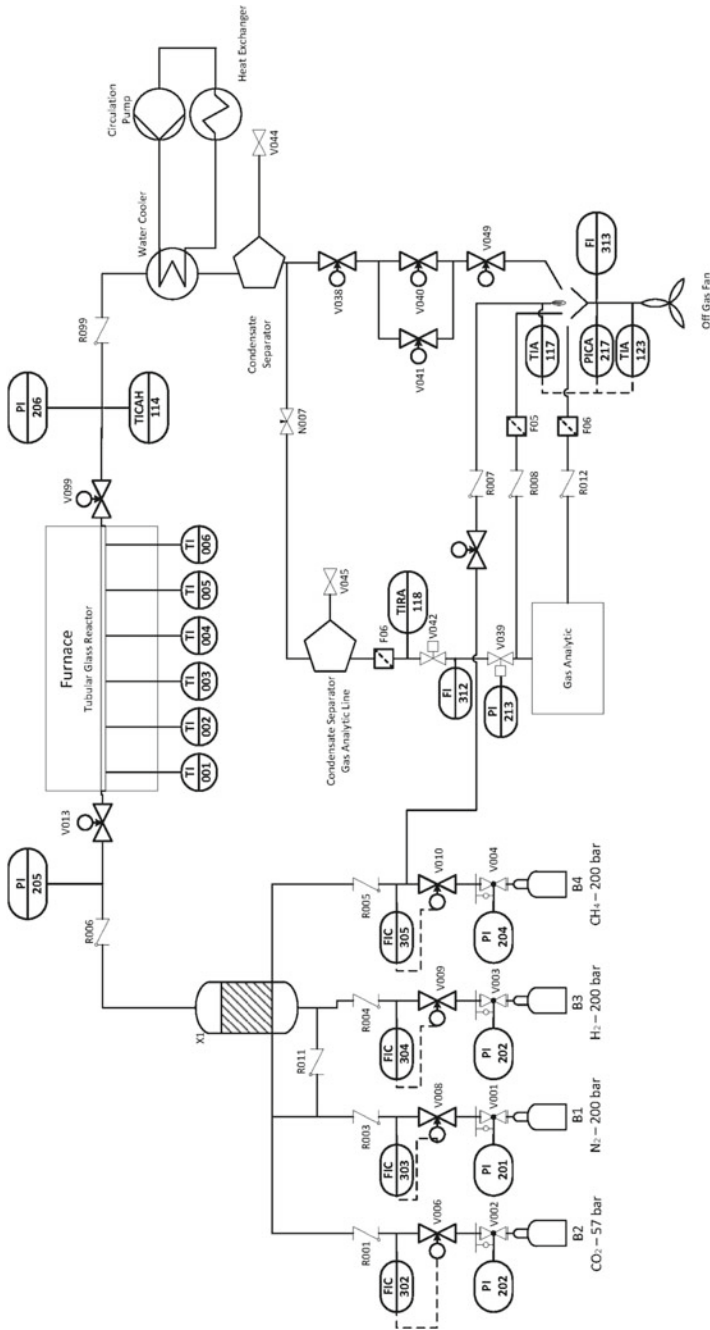 Furnace
Tubular Glass Reactor
TI
001
TI
002
TI
003
TI
004
TI
005
TI
006
V013
V099
PI
205
R006
PI
206
TICAH
114
R099
Water Cooler
Circulation
Pump
Heat Exchanger
V044
Condensate
Separator
V038
V040
V041
V049
N007
V045
Condensate Separator
Gas Analytic Line
F06
TIRA
118
V042
FI
312
V039
PI
213
Gas Analytic
R007
R008
R012
F05
F06
TIA
117
PICA
217
TIA
123
FI
313
Off Gas Fan
X1
R011
R001
R003
R004
R005
FIC
302
FIC
303
FIC
304
FIC
305
V006
V008
V009
V010
V002
V001
V003
V004
PI
202
PI
201
PI
202
PI
204
B2
CO₂ – 57 bar
B1
N₂ – 200 bar
B3
H₂ – 200 bar
B4
CH₄ – 200 bar